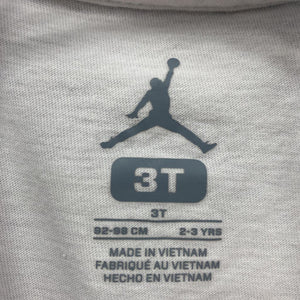 3T
3T
92-98 CM 2-3 YRS
MADE IN VIETNAM
FABRIQUÉ AU VIETNAM
HECHO EN VIETNAM